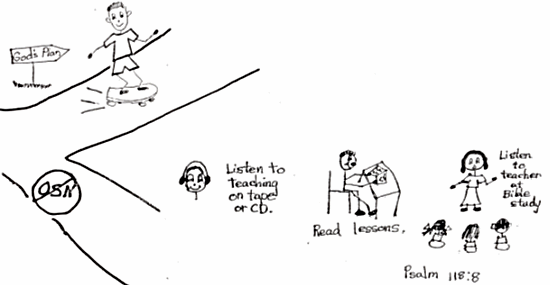 God's Plan
Listen to
teaching
on tape
or CD.
Read lessons.
Listen
to
teacher
at
Bible
study
Psalm 118:8